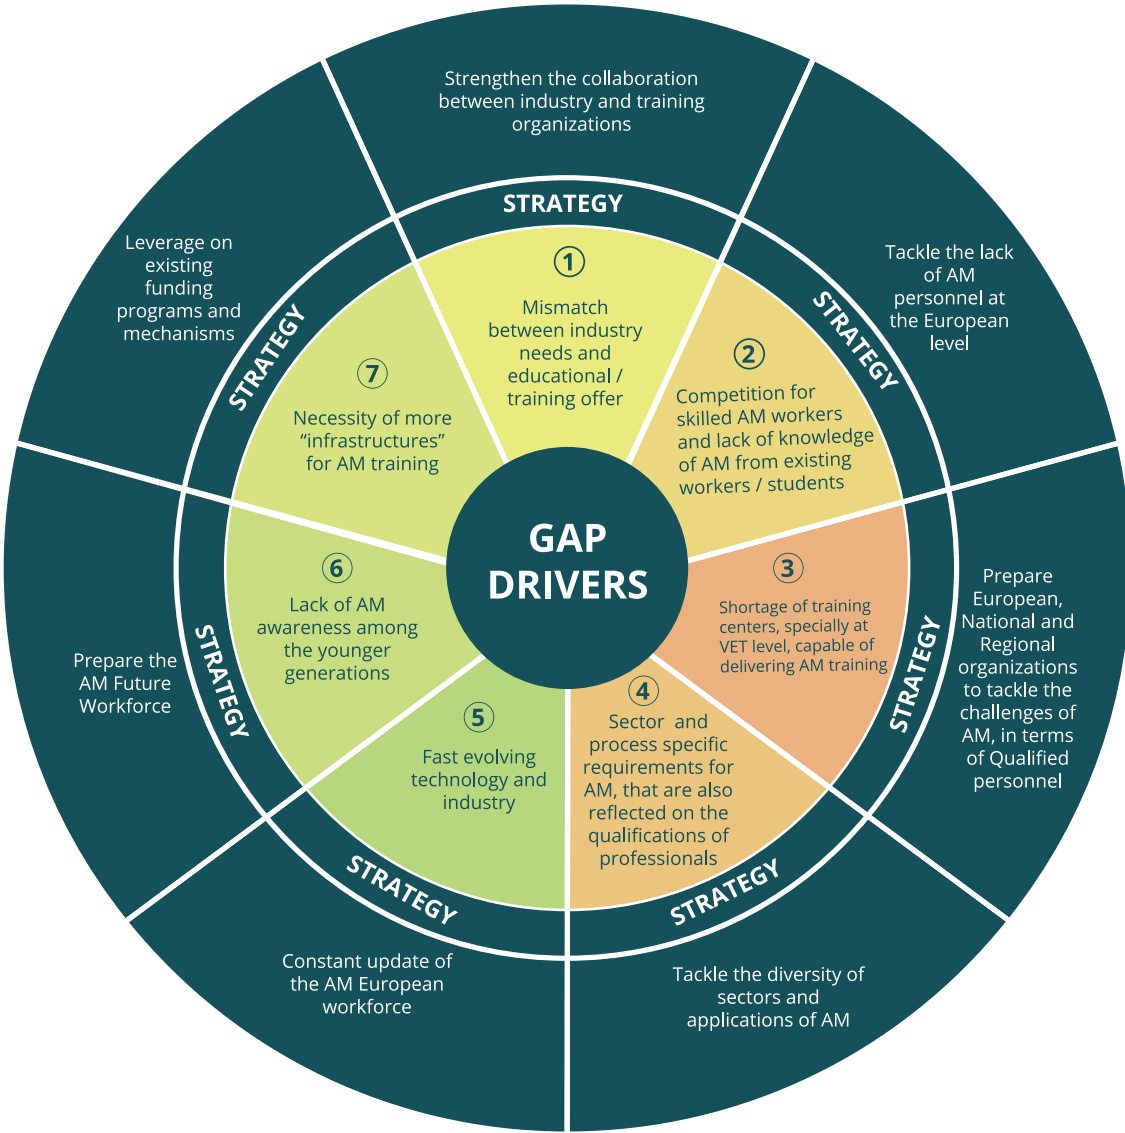 Strengthen the collaboration
between industry and training
organizations
STRATEGY
1
Mismatch
between industry
needs and
educational /
training offer
Tackle the lack
of AM
personnel at
the European
level
STRATEGY
2
Competition for
skilled AM workers
and lack of knowledge
of AM from existing
workers / students
Prepare
European,
National and
Regional
organizations
to tackle the
challenges of
AM, in terms
of Qualified
personnel
STRATEGY
3
Shortage of training
centers, specially at
VET level, capable of
delivering AM training
4
Sector and
process specific
requirements for
AM, that are also
reflected on the
qualifications of
professionals
STRATEGY
Tackle the diversity of
sectors and
applications of AM
5
Fast evolving
technology and
industry
STRATEGY
Constant update of
the AM European
workforce
6
Lack of AM
awareness among
the younger
generations
STRATEGY
Prepare the
AM Future
Workforce
7
Necessity of more
“infrastructures”
for AM training
STRATEGY
Leverage on
existing
funding
programs and
mechanisms
GAP
DRIVERS